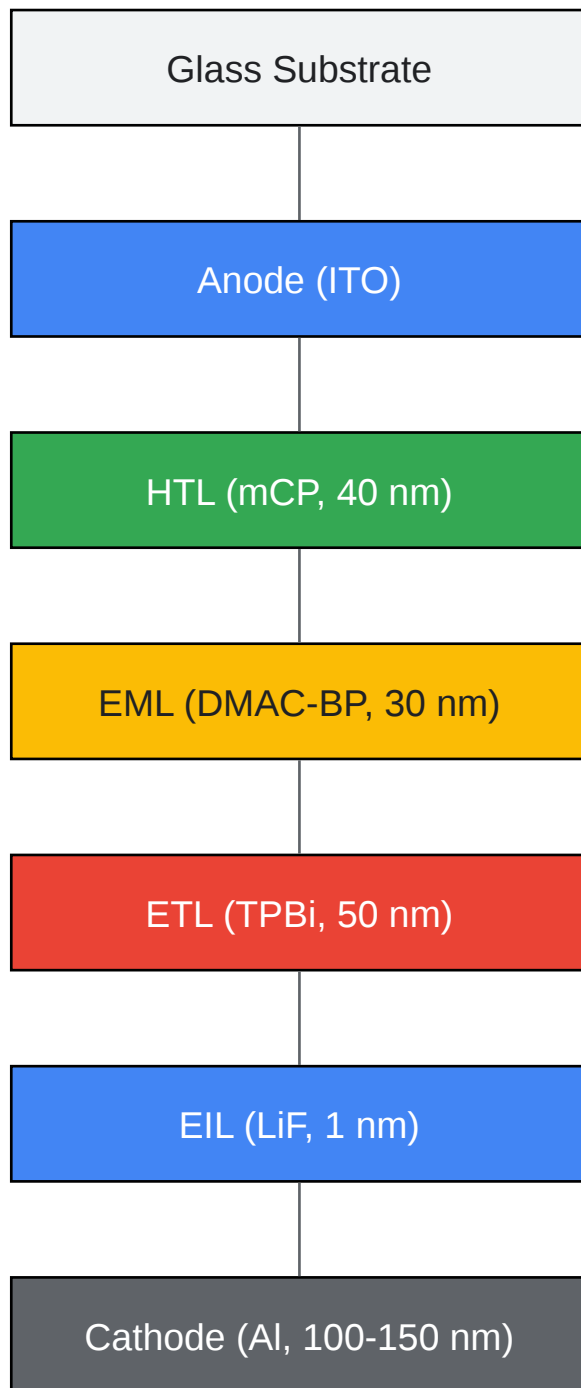 Glass Substrate
Anode (ITO)
HTL (mCP, 40 nm)
EML (DMAC-BP, 30 nm)
ETL (TPBi, 50 nm)
EIL (LiF, 1 nm)
Cathode (Al, 100-150 nm)